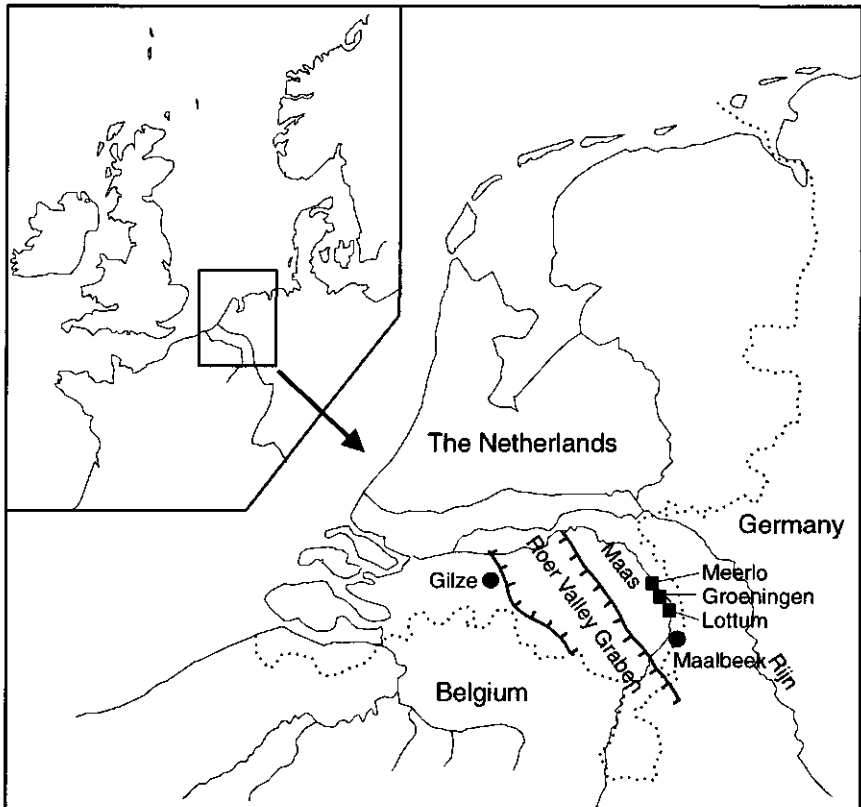 The Netherlands
Germany
Roer Valley Graben
Maas
Meerlo
Groeningen
Lottum
Gilze
Maalbeek
Rijn
Belgium